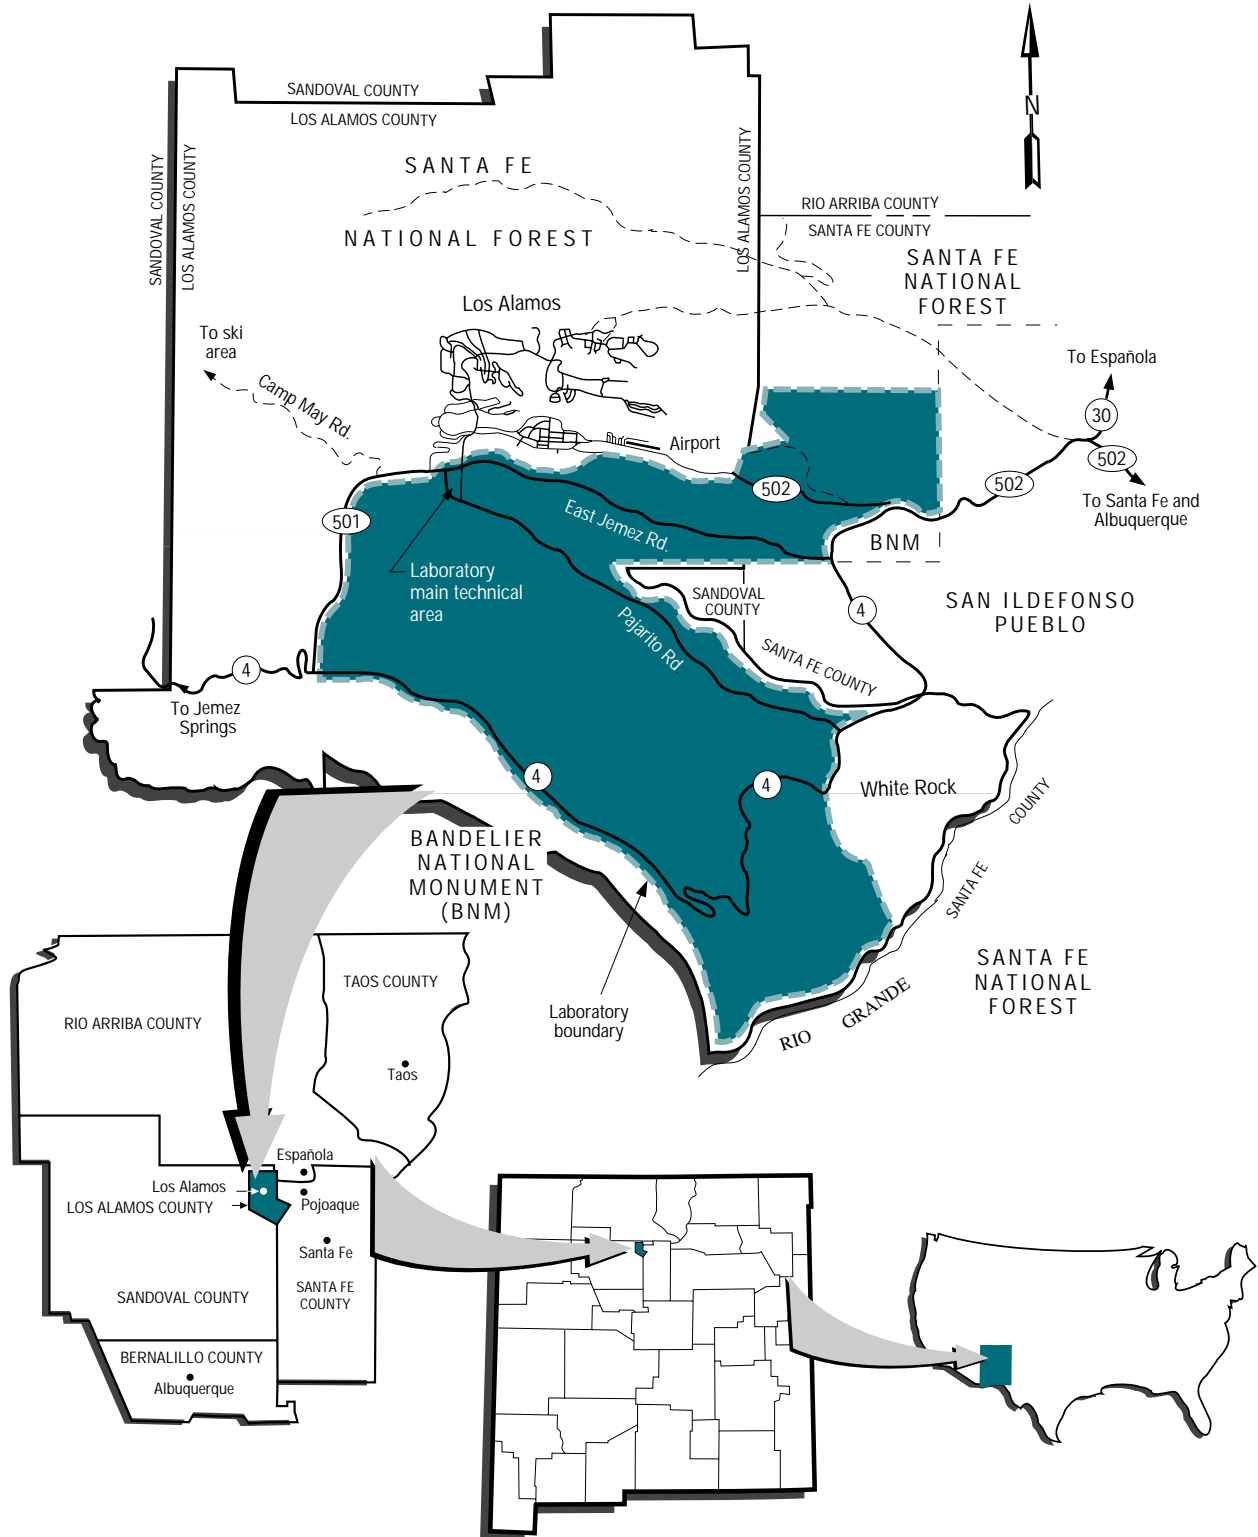 SANDOVAL COUNTY
LOS ALAMOS COUNTY
N
SANDOVAL COUNTY
LOS ALAMOS COUNTY
LOS ALAMOS COUNTY
SANTA FE
NATIONAL FOREST
RIO ARRIBA COUNTY
SANTA FE COUNTY
SANTA FE
NATIONAL
FOREST
Los Alamos
To ski
area
Camp May Rd.
To Española
30
Airport
502
502
502
To Santa Fe and
Albuquerque
501
East Jemez Rd.
BNM
Laboratory
main technical
area
SANDOVAL
COUNTY
4
SAN ILDEFONSO
PUEBLO
Pajarito Rd.
SANTA FE COUNTY
4
To Jemez
Springs
4
4
White Rock
COUNTY
SANTA FE
BANDELIER
NATIONAL
MONUMENT
(BNM)
SANTA FE
NATIONAL
FOREST
Laboratory
boundary
RIO GRANDE
TAOS COUNTY
RIO ARRIBA COUNTY
Taos
Española
Los Alamos
LOS ALAMOS COUNTY
Pojoaque
Santa Fe
SANTA FE
COUNTY
SANDOVAL COUNTY
BERNALILLO COUNTY
Albuquerque